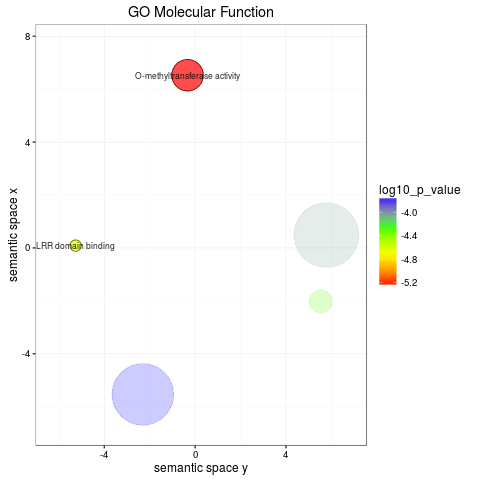 GO Molecular Function
8
4
0
-4
semantic space x
O-methyltransferase activity
LRR domain binding
-4
0
4
semantic space y
log10_p_value
-4.0
-4.4
-4.8
-5.2